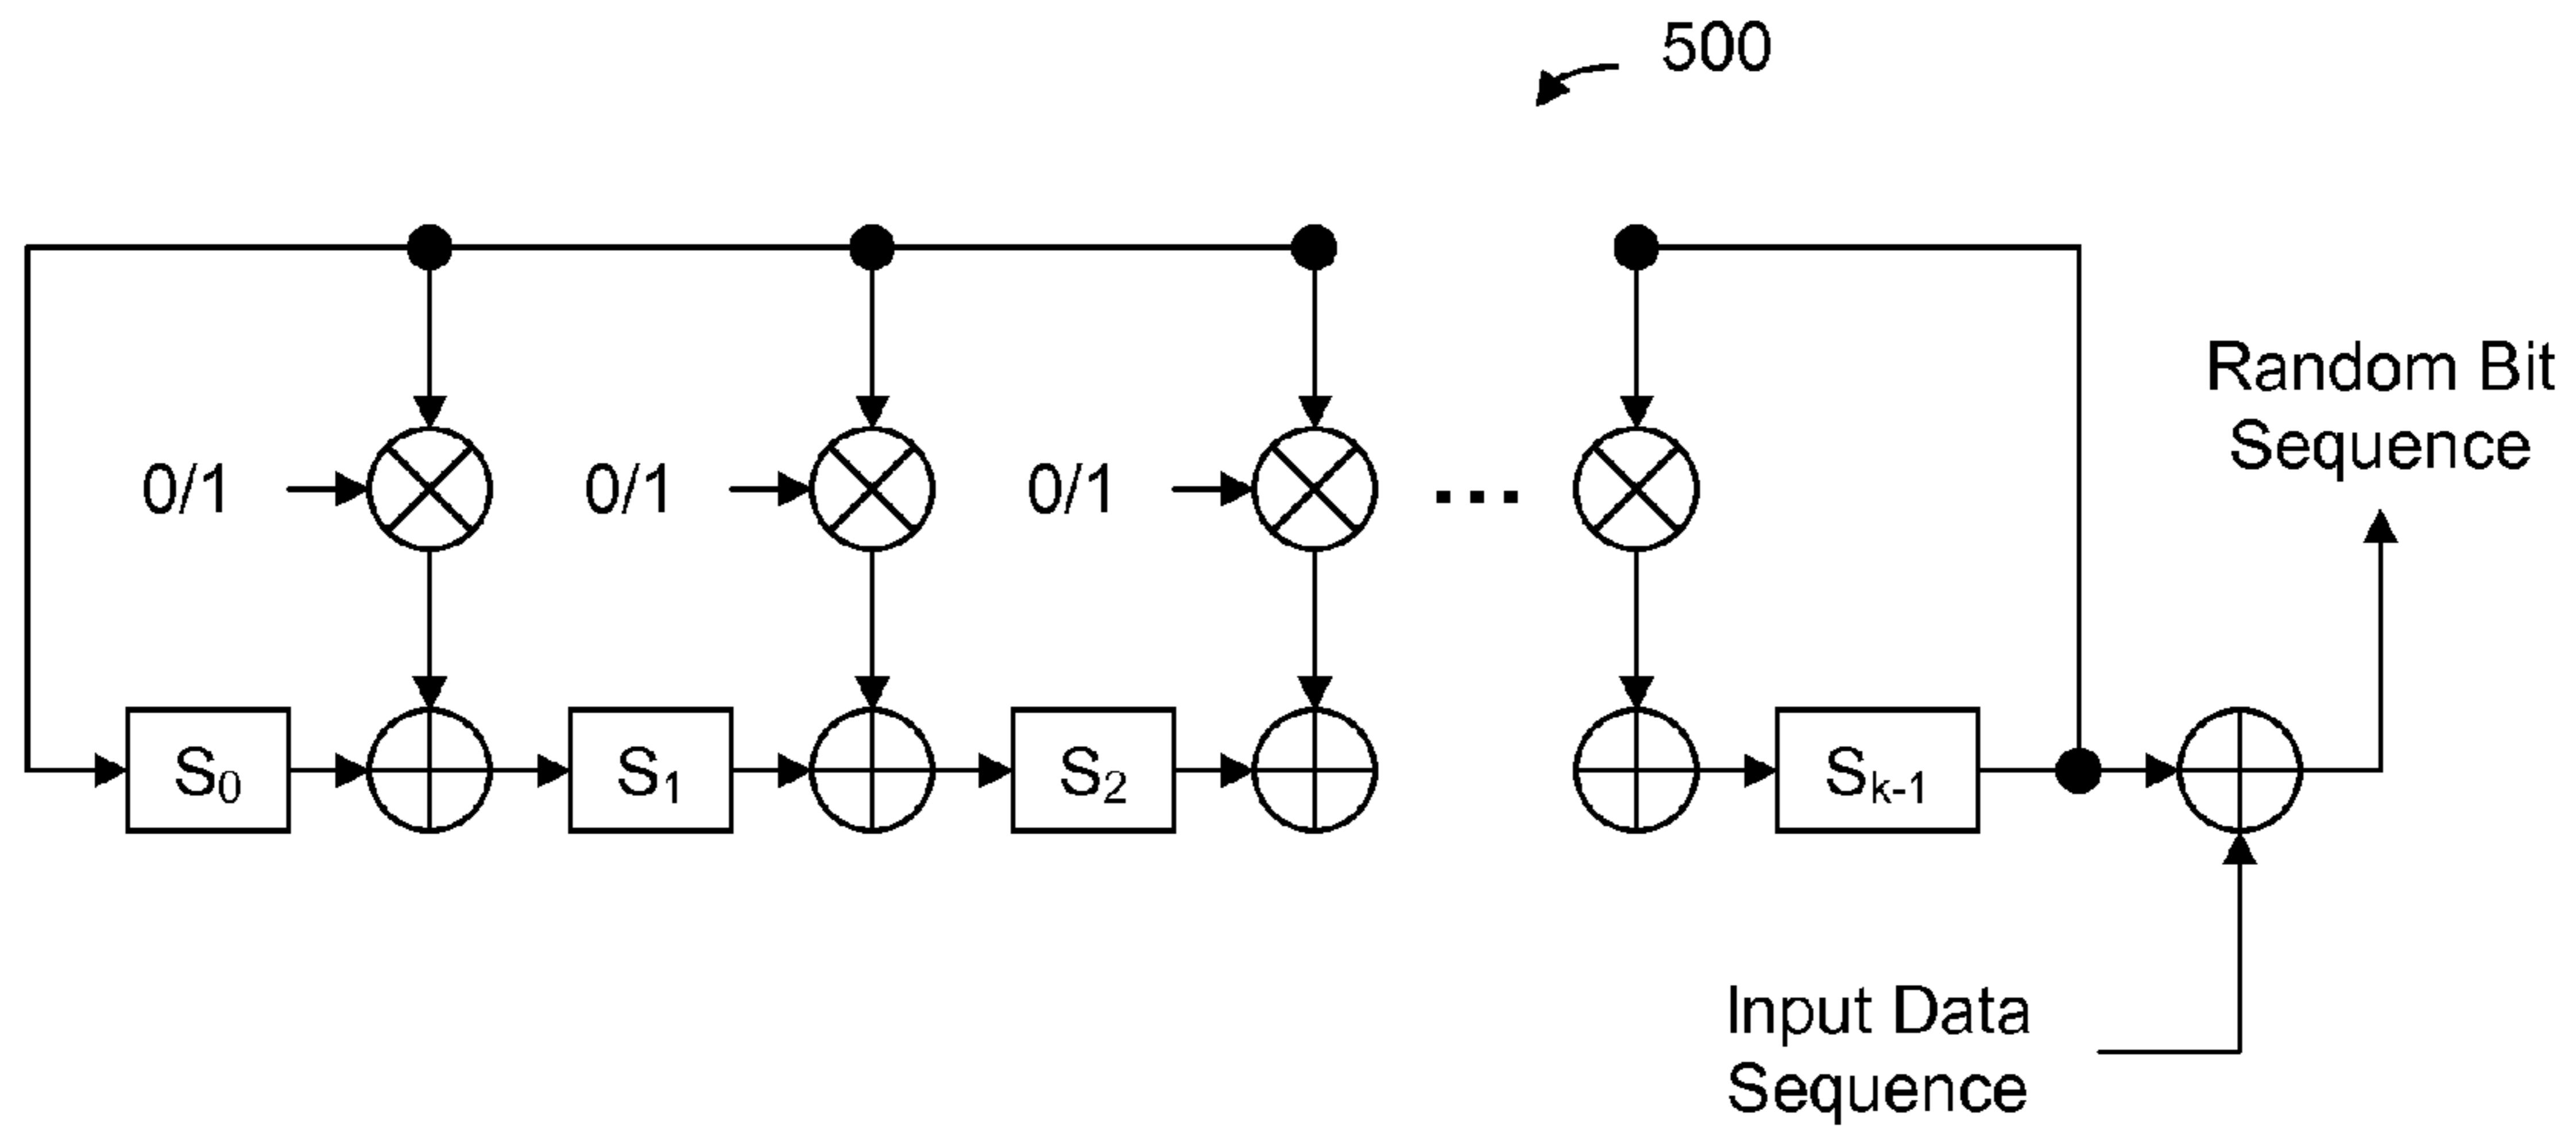 500
Random Bit
Sequence
0/1 0/1 0/1 ...
S0 S1 S2 Sk-1
Input Data
Sequence